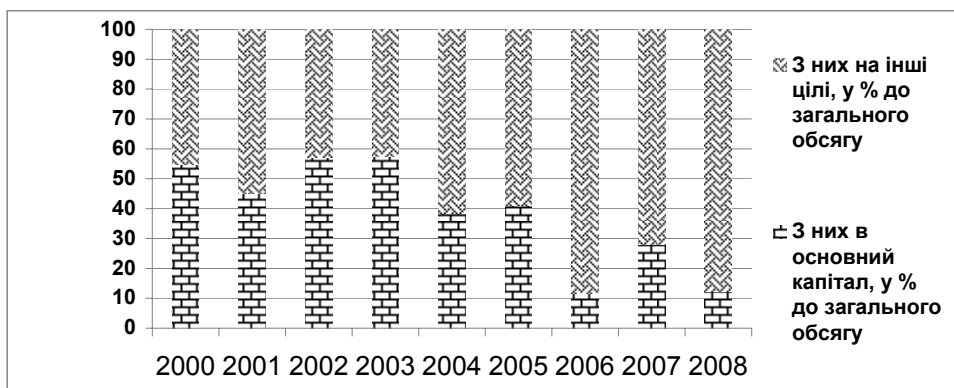 100
90
80
70
60
50
40
30
20
10
0
2000 2001 2002 2003 2004 2005 2006 2007 2008
З них на інші
цілі, у % до
загального
обсягу
З них в
основний
капітал, у %
до загального
обсягу